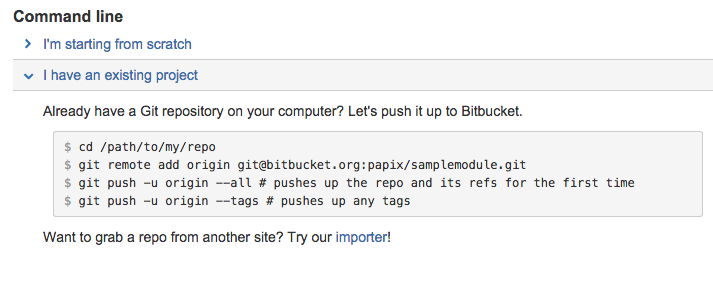 Command line
I'm starting from scratch
I have an existing project
Already have a Git repository on your computer? Let's push it up to Bitbucket.
$ cd /path/to/my/repo
$ git remote add origin git@bitbucket.org:papix/samplemodule.git
$ git push -u origin --all # pushes up the repo and its refs for the first time
$ git push -u origin --tags # pushes up any tags
Want to grab a repo from another site? Try our importer!